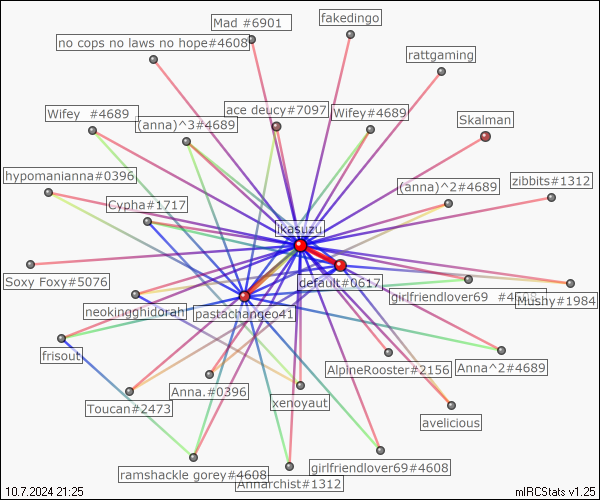 Mad #6901
fakedingo
no cops no laws no hope#4608
rattgaming
Wifey  #4689
(anna)^3#4689
ace deucy#7097
Wifey#4689
Skalman
hypomanianna#0396
Cypha#1717
(anna)^2#4689
zibbits#1312
ikasuzu
Soxy Foxy#5076
default#0617
girlfriendlover69
Mushy#1984
neokingghidorah
pastachangeo41
frisout
AlpineRooster#2156
Anna^2#4689
Anna.#0396
xenoyaut
Toucan#2473
avelicious
ramshackle gorey#4608
girlfriendlover69#4608
Annarchist#1312
10.7.2024 21:25
mIRCStats v1.25